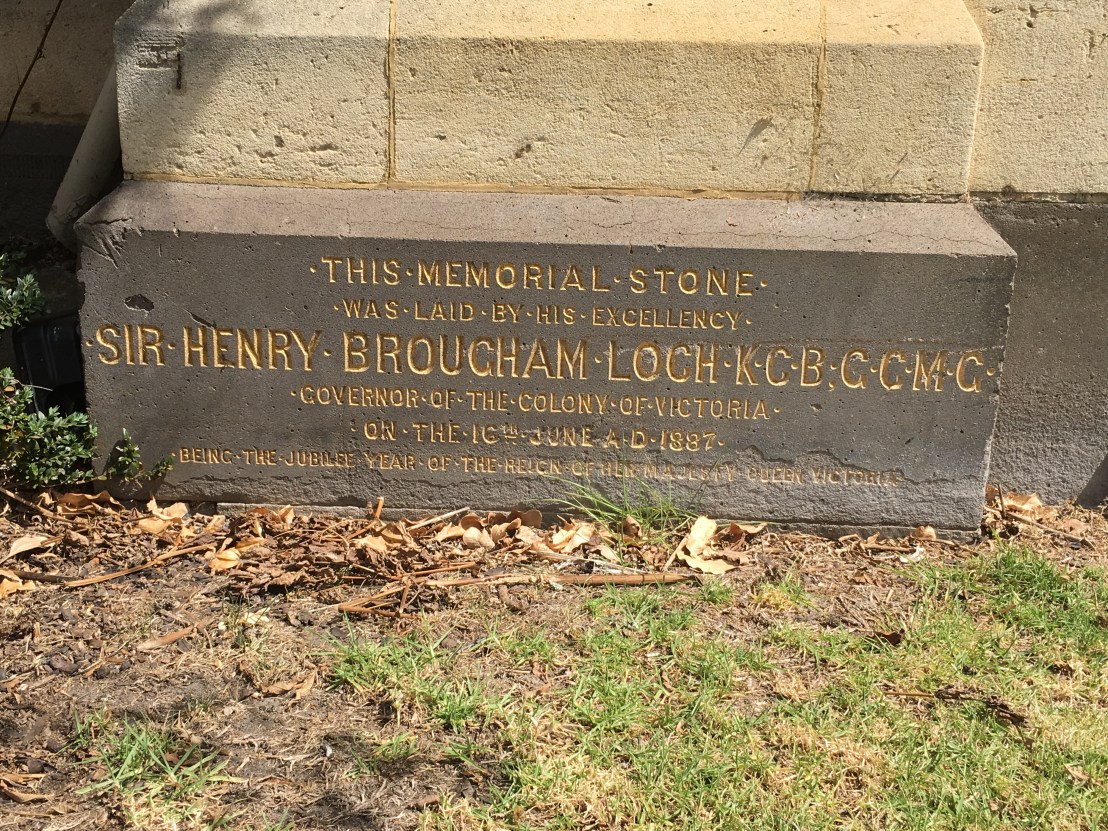 ·THIS·MEMORIAL·STONE·
·WAS·LAID·BY·HIS·EXCELLENCY·
·SIR·HENRY·BROUGHAM·LOCH·K·C·B·G·C·M·G·
·GOVERNOR·OF·THE·COLONY·OF·VICTORIA·
·ON·THE·16TH·JUNE·A·D·1887·
·BEING·THE·JUBILEE·YEAR·OF·THE·REIGN·OF·HER·MAJESTY·QUEEN·VICTORIA·